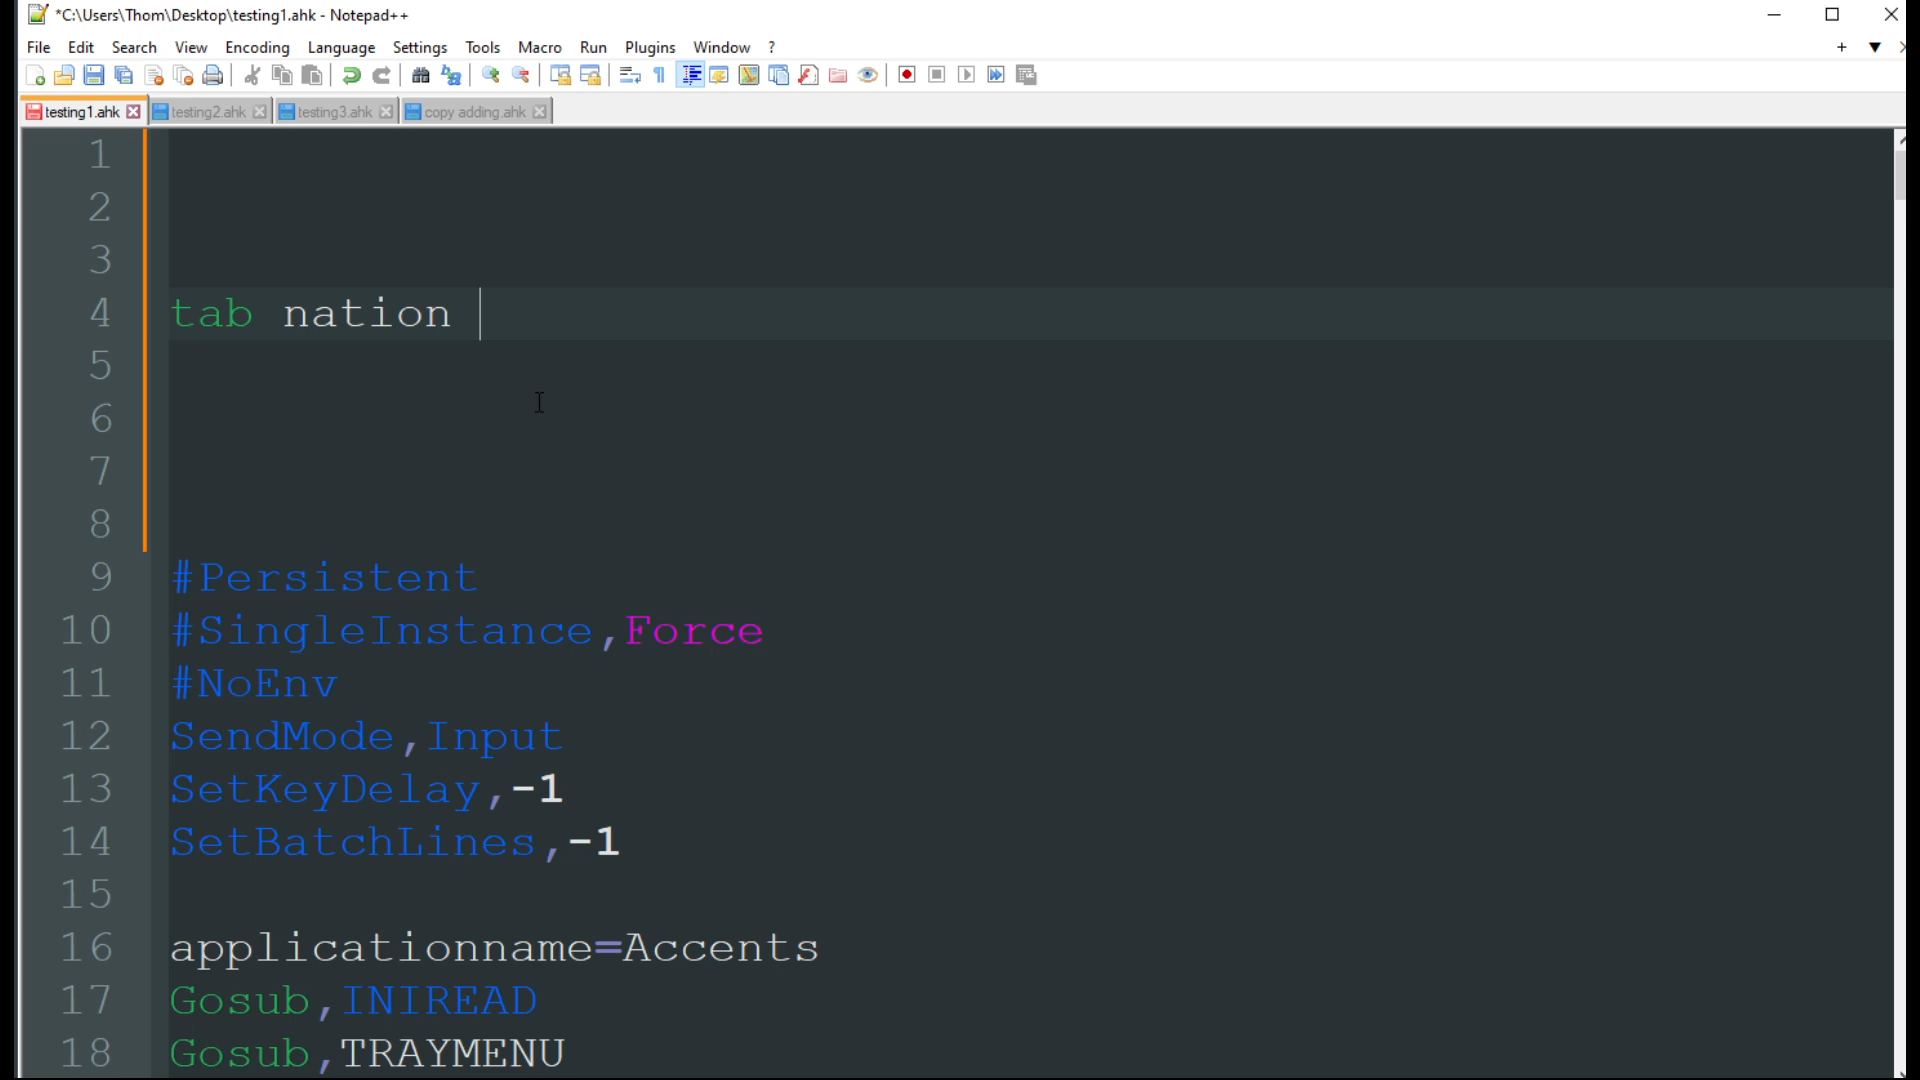 *C:\Users\Thom\Desktop\testing1.ahk - Notepad++
File Edit Search View Encoding Language Settings Tools Macro Run Plugins Window ?
testing1.ahk testing2.ahk testing3.ahk copy adding.ahk
1
2
3
4 tab nation
5
6
7
8
9 #Persistent
10 #SingleInstance,Force
11 #NoEnv
12 SendMode,Input
13 SetKeyDelay,-1
14 SetBatchLines,-1
15
16 applicationname=Accents
17 Gosub,INIREAD
18 Gosub,TRAYMENU